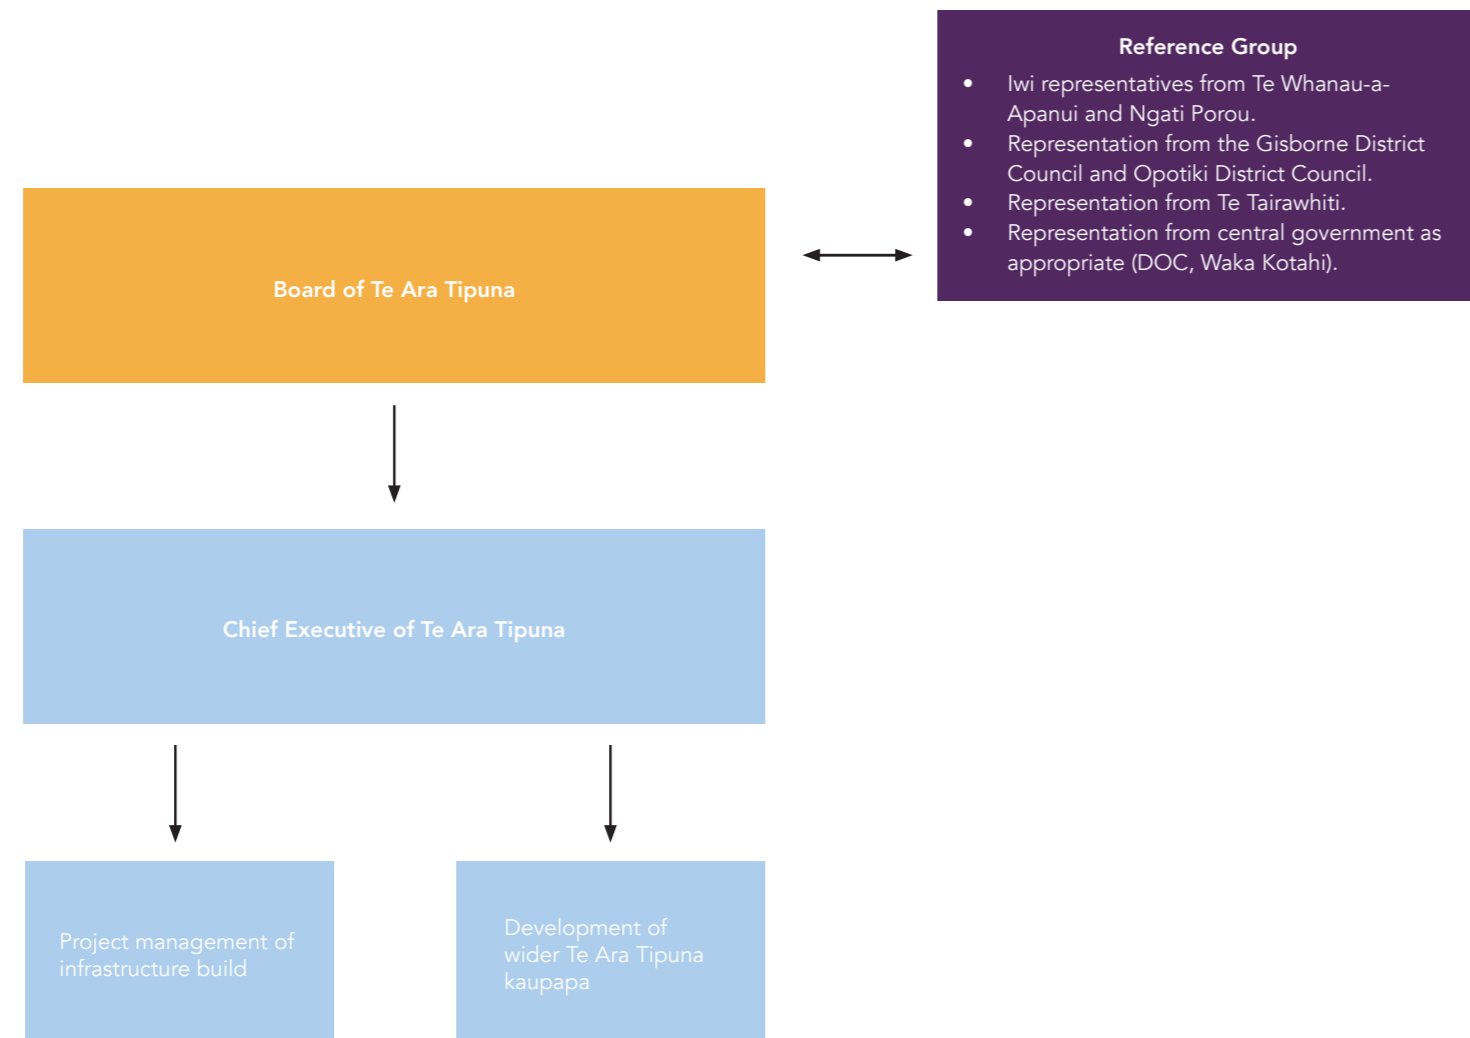 Reference Group
• Iwi representatives from Te Whanau-a-
Apanui and Ngati Porou.
• Representation from the Gisborne District
Council and Opotiki District Council.
• Representation from Te Tairawhiti.
• Representation from central government as
appropriate (DOC, Waka Kotahi).
Board of Te Ara Tipuna
Chief Executive of Te Ara Tipuna
Project management of
infrastructure build
Development of
wider Te Ara Tipuna
kaupapa